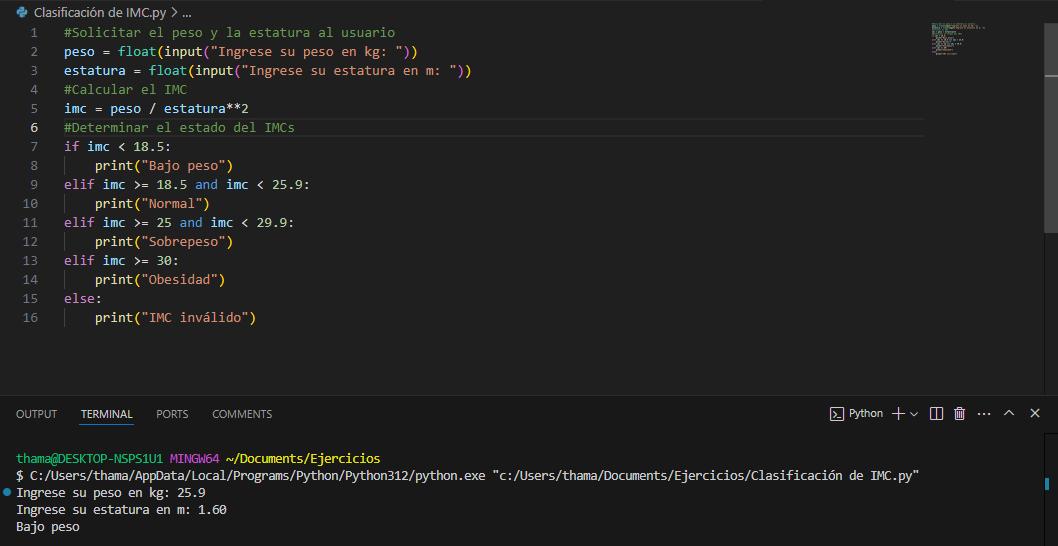 Clasificación de IMC.py > ...
1 #Solicitar el peso y la estatura al usuario
2 peso = float(input("Ingrese su peso en kg: "))
3 estatura = float(input("Ingrese su estatura en m: "))
4 #Calcular el IMC
5 imc = peso / estatura**2
6 #Determinar el estado del IMCs
7 if imc < 18.5:
8     print("Bajo peso")
9 elif imc >= 18.5 and imc < 25.9:
10     print("Normal")
11 elif imc >= 25 and imc < 29.9:
12     print("Sobrepeso")
13 elif imc >= 30:
14     print("Obesidad")
15 else:
16     print("IMC inválido")
OUTPUT TERMINAL PORTS COMMENTS Python
thama@DESKTOP-NSPS1U1 MINGW64 ~/Documents/Ejercicios
$ C:/Users/thama/AppData/Local/Programs/Python/Python312/python.exe "c:/Users/thama/Documents/Ejercicios/Clasificación de IMC.py"
Ingrese su peso en kg: 25.9
Ingrese su estatura en m: 1.60
Bajo peso